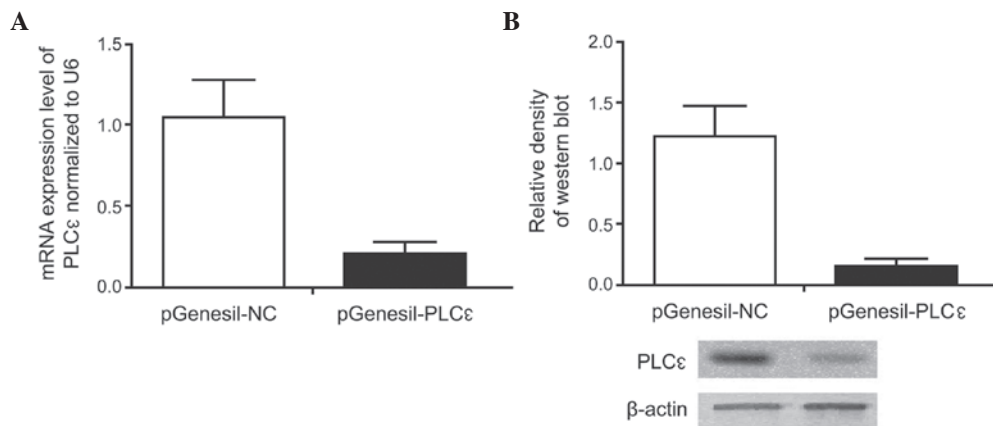 A
mRNA expression level of
PLCε normalized to U6
1.5
1.0
0.5
0.0
pGenesil-NC
pGenesil-PLCε
B
Relative density
of western blot
2.0
1.5
1.0
0.5
0.0
pGenesil-NC
pGenesil-PLCε
PLCε
β-actin